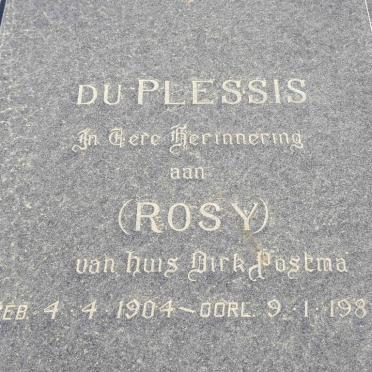 DU PLESSIS
In Eere Herinnering
aan
(ROSY)
van huis Dirk Postma
EB. 4.4.1904 - OORL. 9.1.198